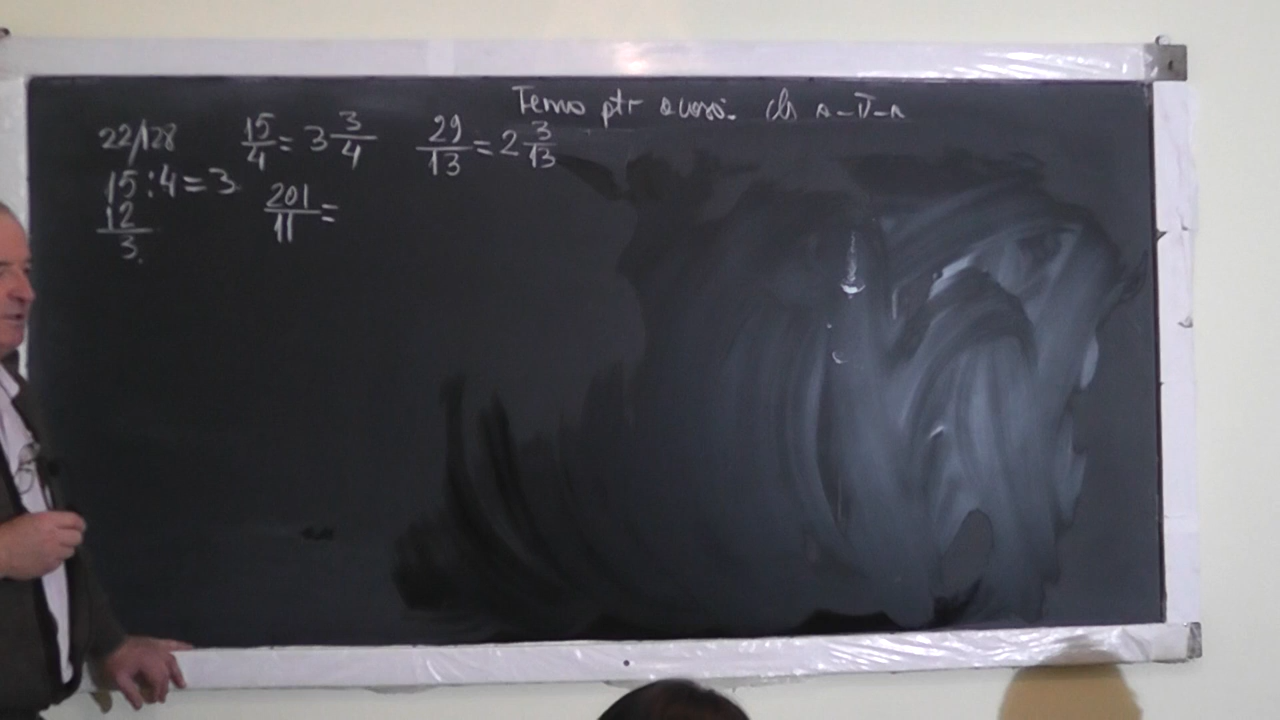 Tema ptr acasă. cls a-V-a
22/128 15/4 = 3 3/4 29/13 = 2 3/13
15:4=3 201/11 =
12
3.